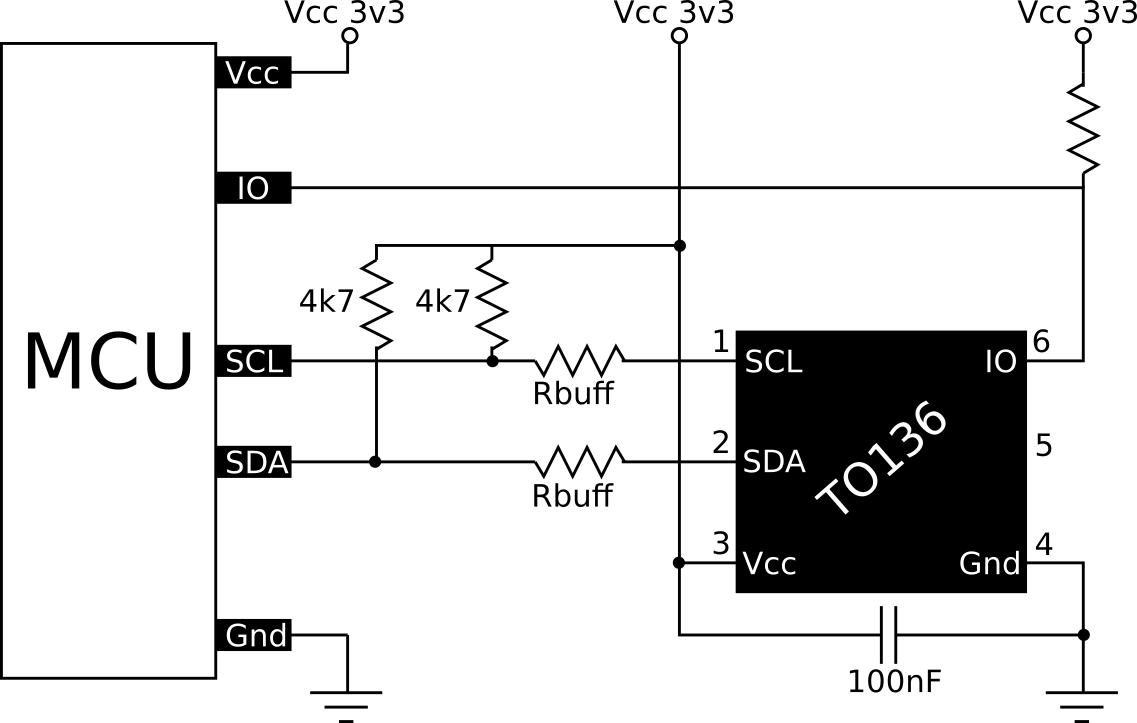 Vcc 3v3
Vcc 3v3
Vcc 3v3
Vcc
IO
4k7
4k7
MCU
SCL
Rbuff
1
SCL
IO
6
SDA
Rbuff
2
SDA
TO136
5
3
Vcc
Gnd
4
Gnd
100nF